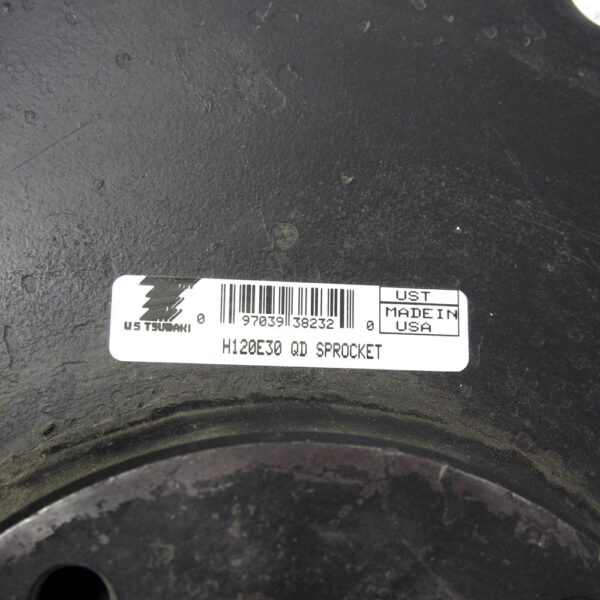 U.S. TSUBAKI
0 97039 38232 0
UST
MADE IN
USA
H120E30 QD SPROCKET